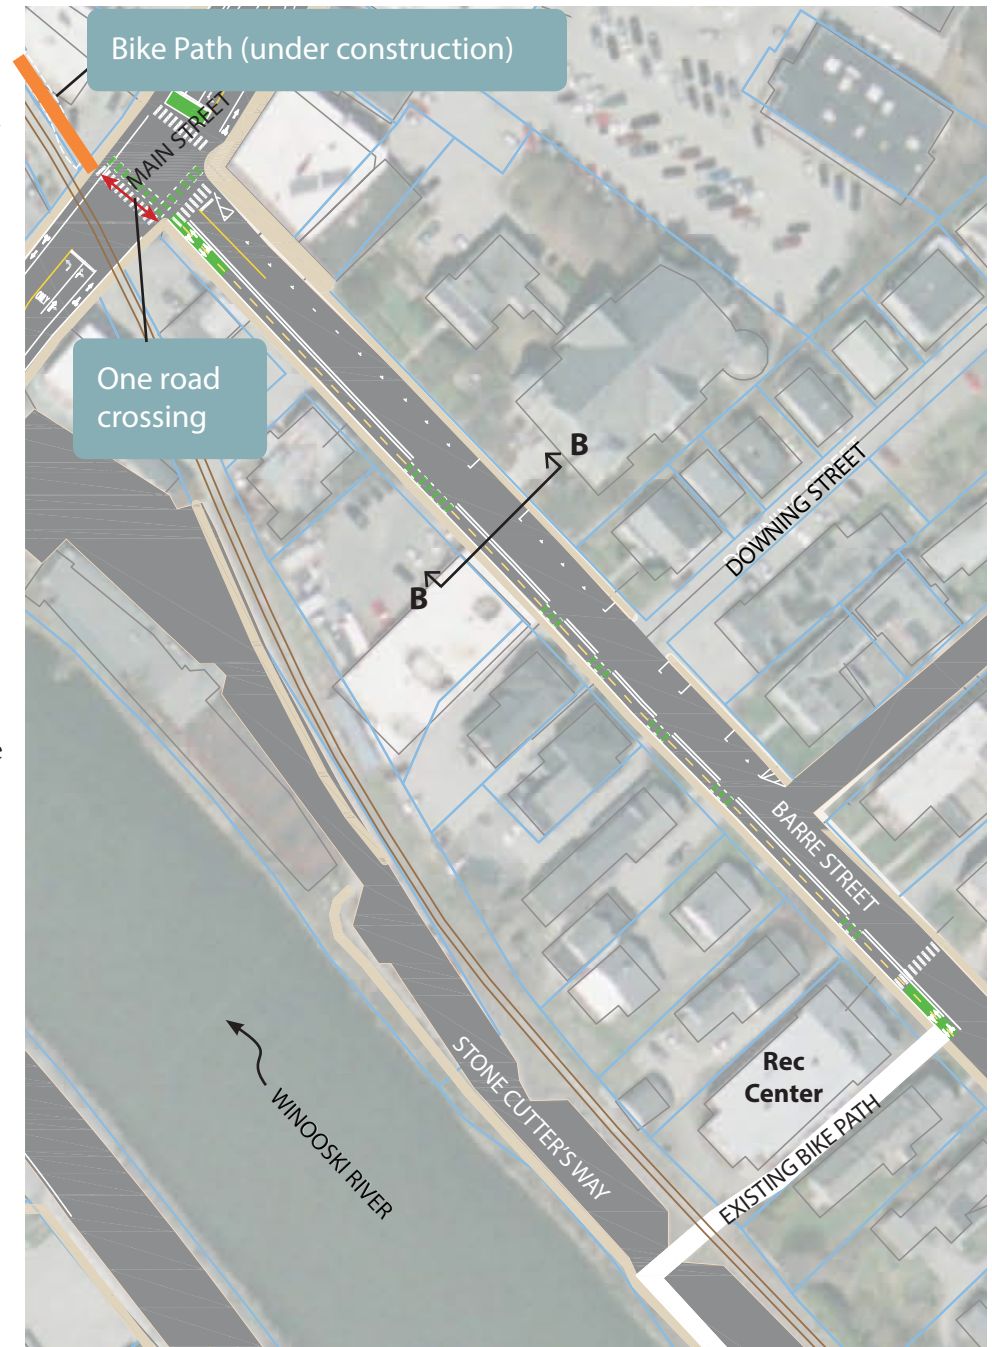 Bike Path (under construction)
MAIN STREET
ONLY
One road
crossing
B
B
DOWNING STREET
BARRE STREET
Rec
Center
STONE CUTTER'S WAY
WINOOSKI RIVER
EXISTING BIKE PATH
e